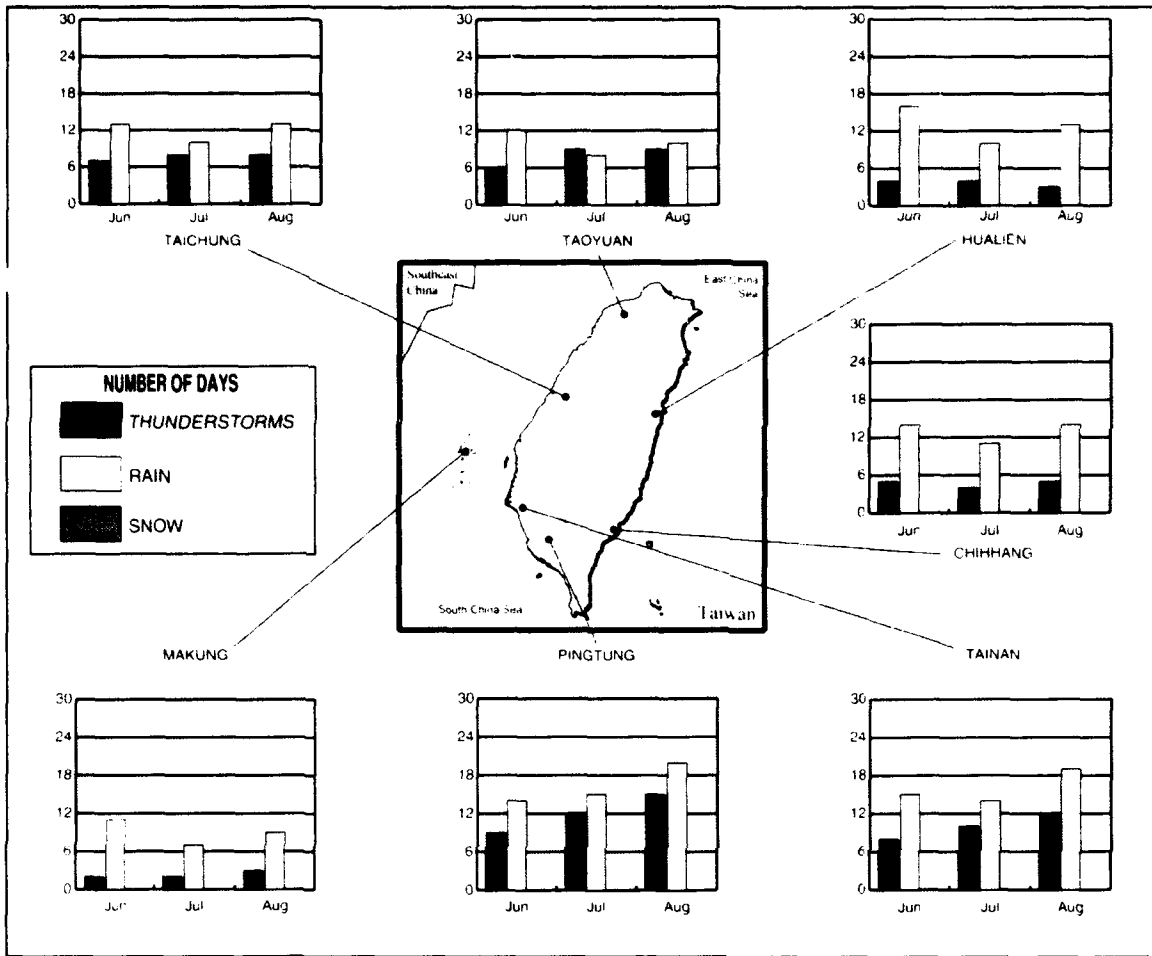 30
24
18
12
6
0
Jun Jul Aug
TAICHUNG
30
24
18
12
6
0
Jun Jul Aug
TAOYUAN
30
24
18
12
6
0
Jun Jul Aug
HUALIEN
Southeast
China
East China
Sea
South China Sea
Taiwan
NUMBER OF DAYS
THUNDERSTORMS
RAIN
SNOW
30
24
18
12
6
0
Jun Jul Aug
CHIHHANG
MAKUNG
30
24
18
12
6
0
Jun Jul Aug
PINGTUNG
30
24
18
12
6
0
Jun Jul Aug
TAINAN
30
24
18
12
6
0
Jun Jul Aug